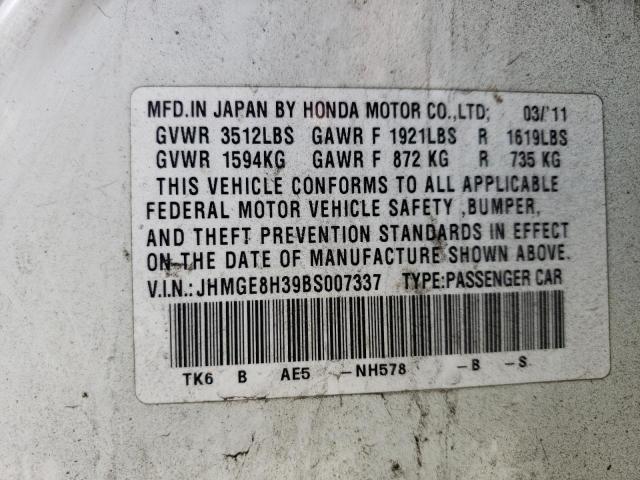 MFD.IN JAPAN BY HONDA MOTOR CO.,LTD; 03/'11
GVWR 3512LBS GAWR F 1921LBS R 1619LBS
GVWR 1594KG GAWR F 872 KG R 735 KG
THIS VEHICLE CONFORMS TO ALL APPLICABLE
FEDERAL MOTOR VEHICLE SAFETY ,BUMPER,
AND THEFT PREVENTION STANDARDS IN EFFECT
ON THE DATE OF MANUFACTURE SHOWN ABOVE.
V.I.N.: JHMGE8H39BS007337 TYPE:PASSENGER CAR
TK6 B AE5 -NH578 -B -S